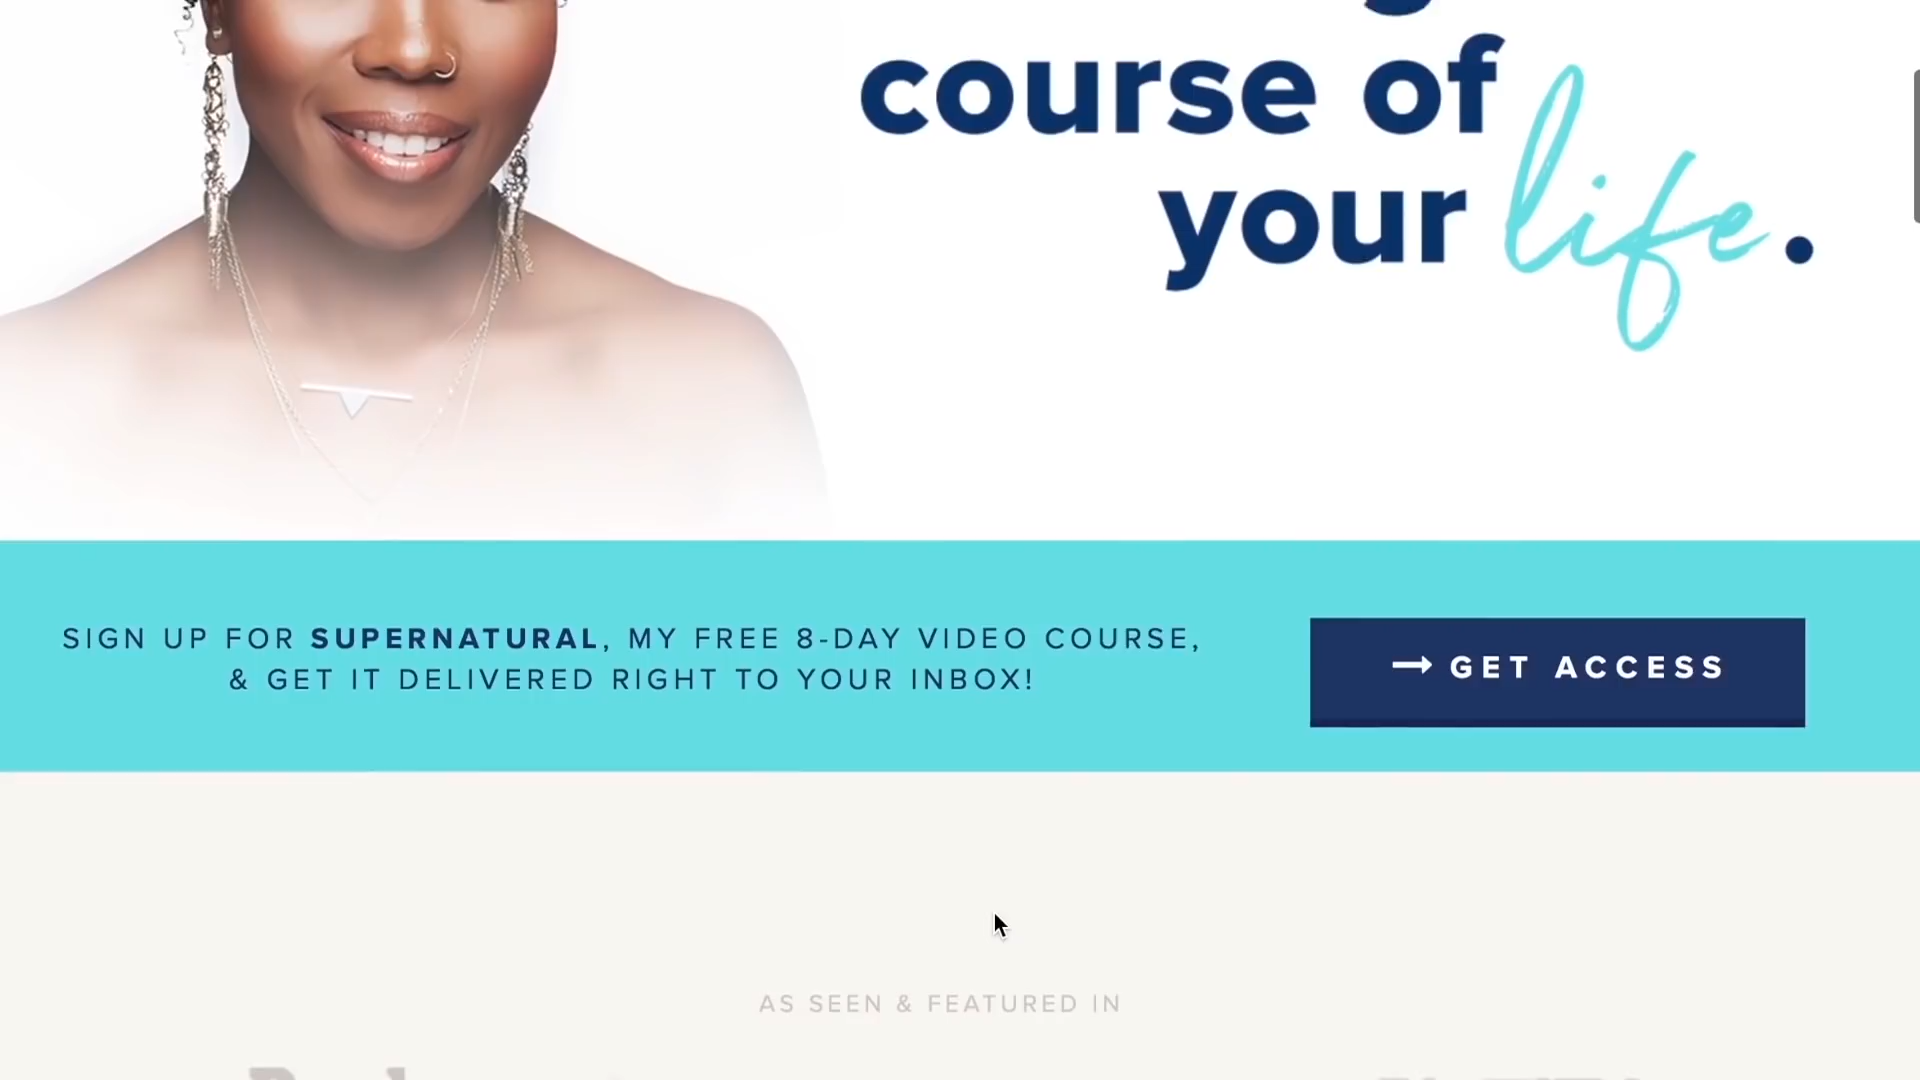 course of
your life.
SIGN UP FOR SUPERNATURAL, MY FREE 8-DAY VIDEO COURSE,
& GET IT DELIVERED RIGHT TO YOUR INBOX!
GET ACCESS
AS SEEN & FEATURED IN